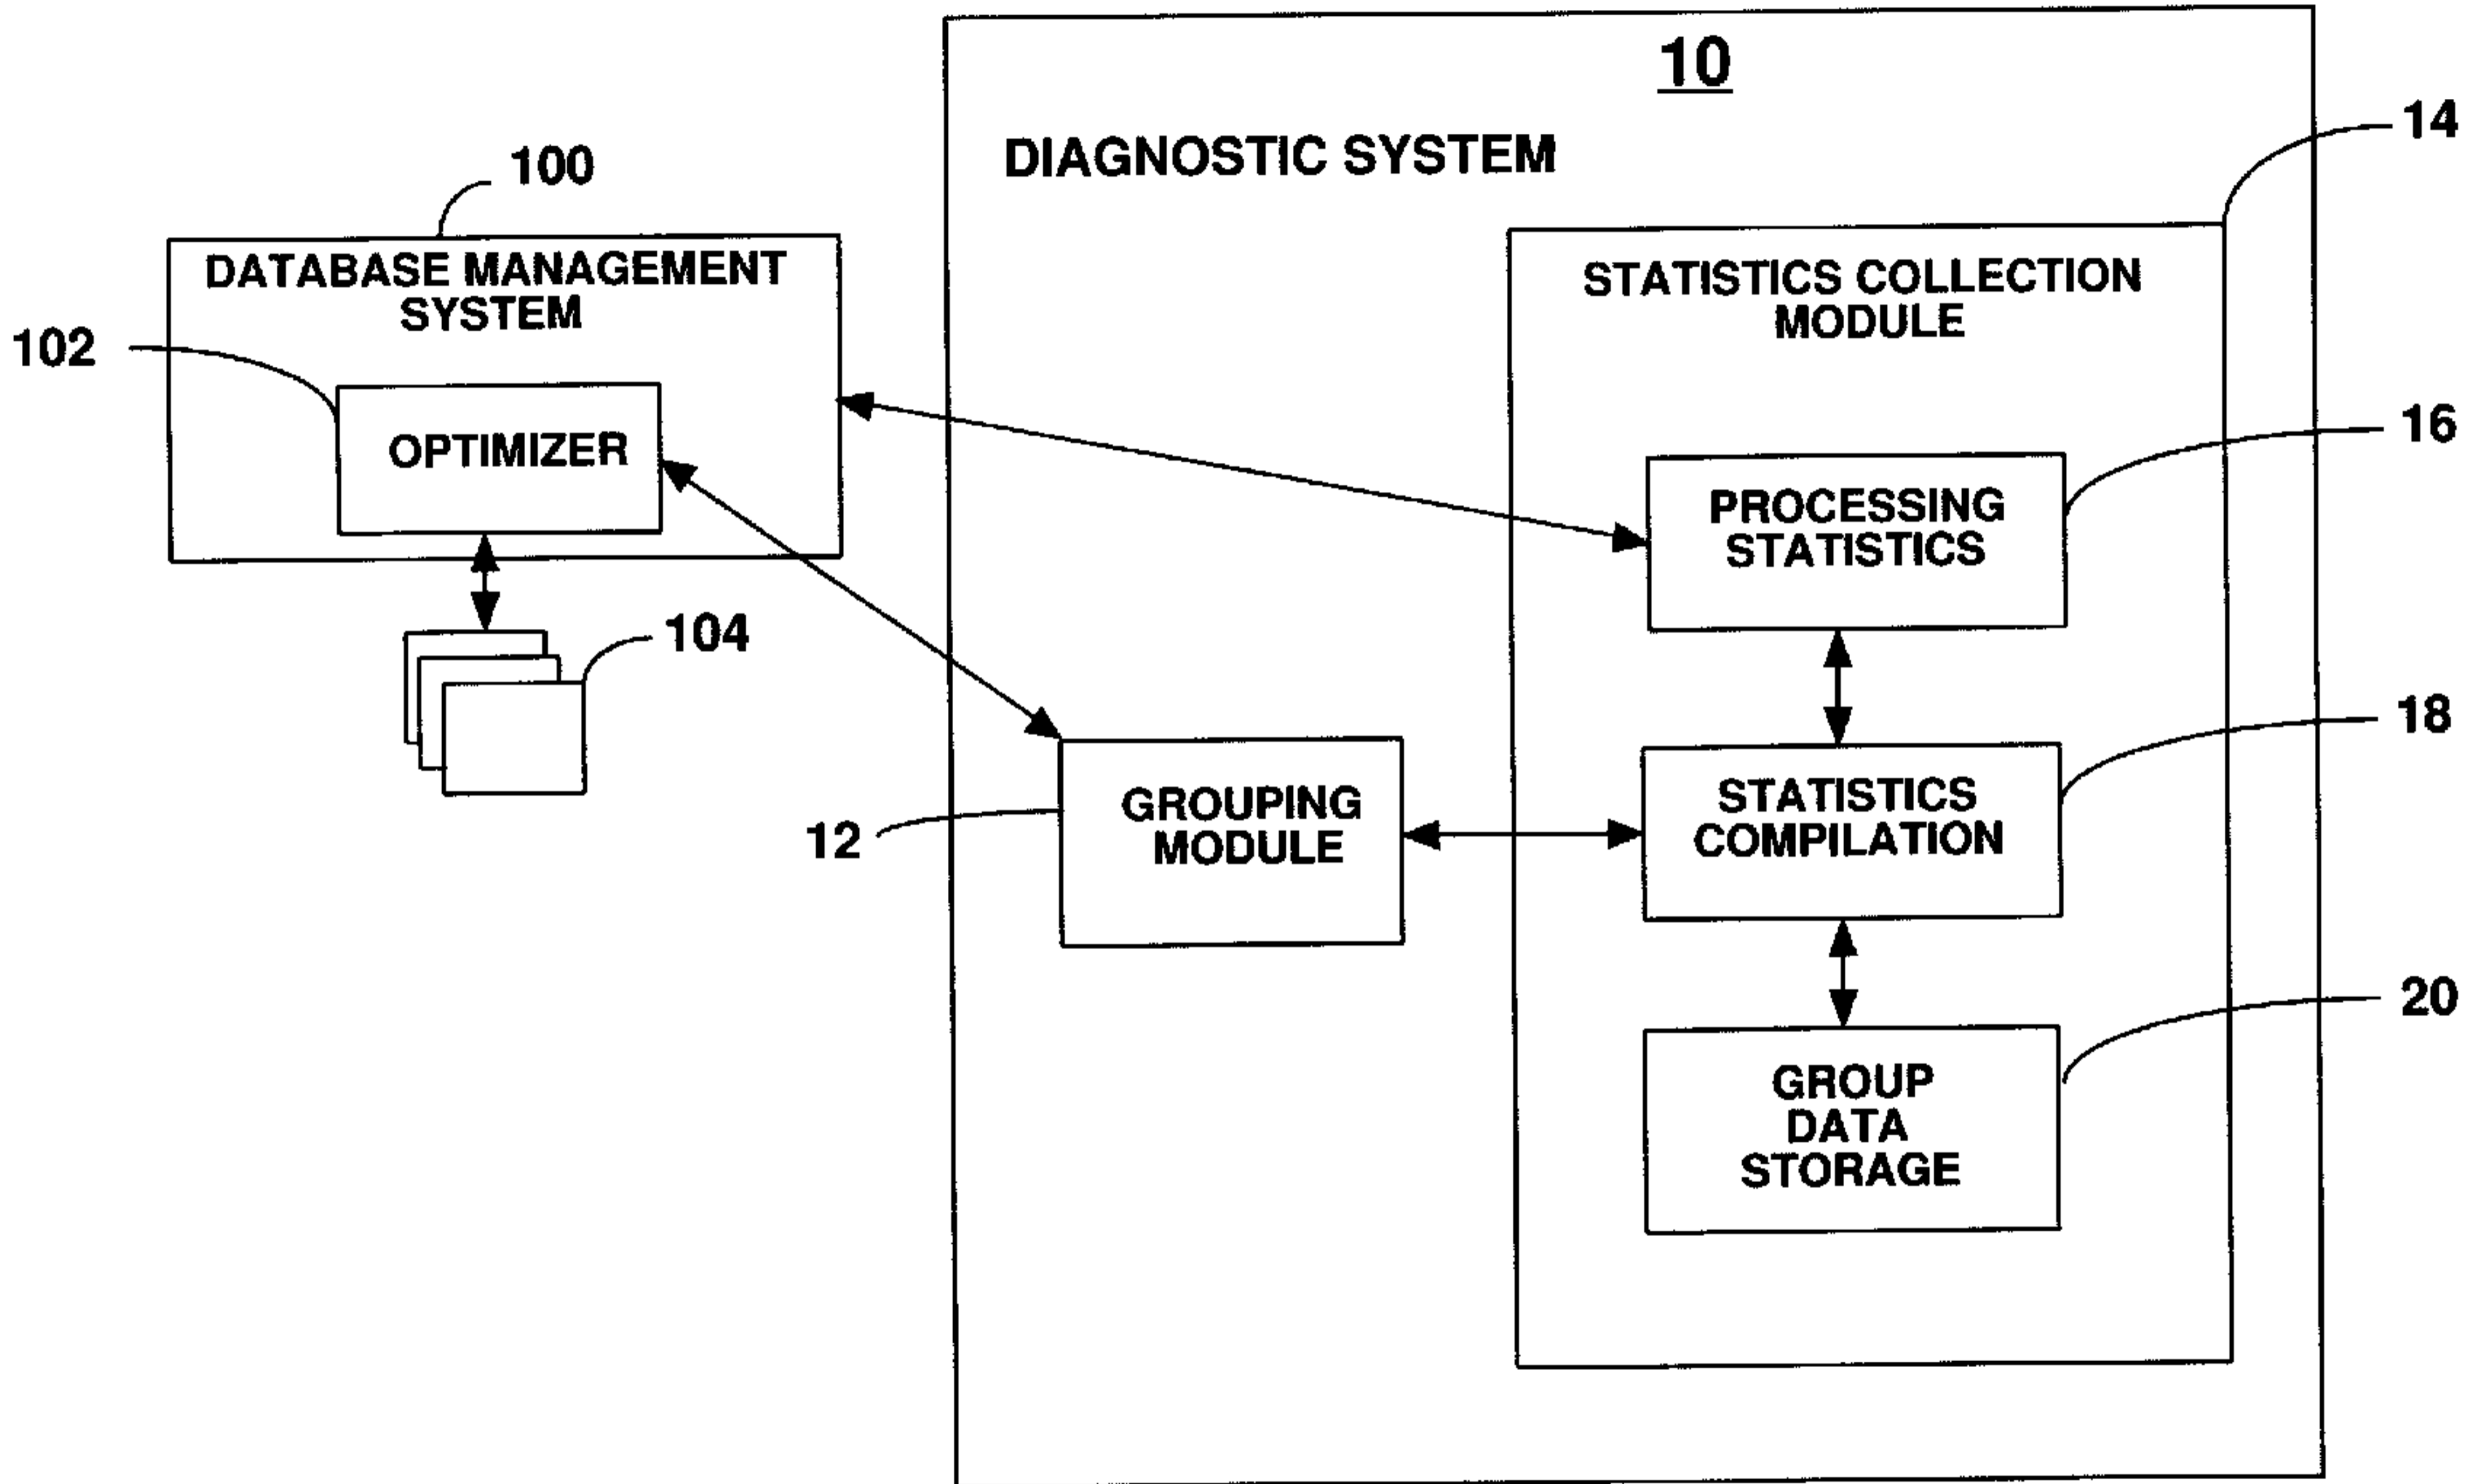 10
DIAGNOSTIC SYSTEM
14
100
DATABASE MANAGEMENT
SYSTEM
102
OPTIMIZER
104
STATISTICS COLLECTION
MODULE
16
PROCESSING
STATISTICS
18
STATISTICS
COMPILATION
12
GROUPING
MODULE
20
GROUP
DATA
STORAGE